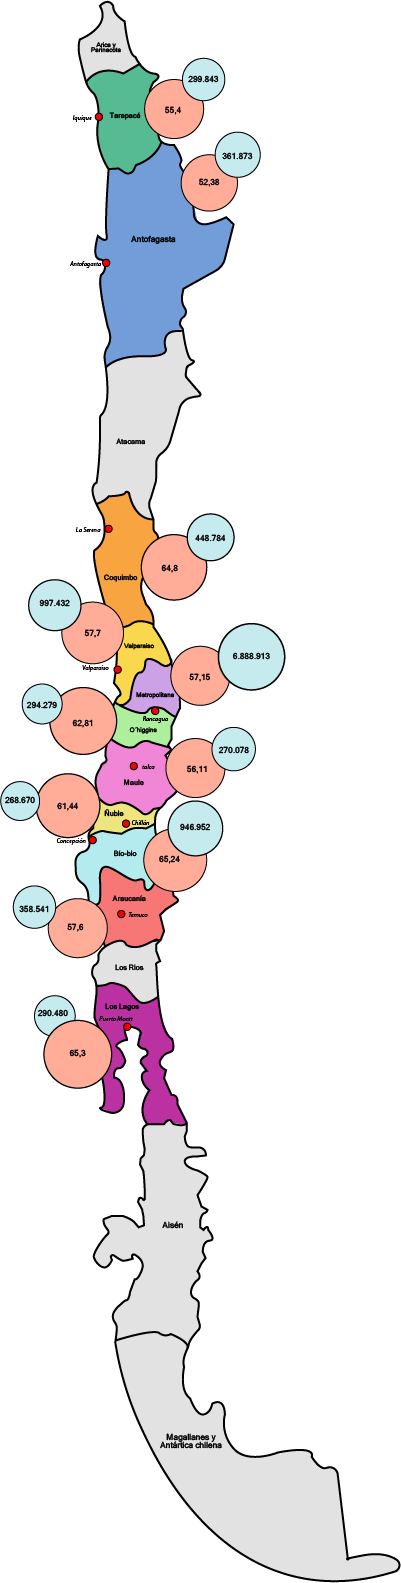 Arica y
Parinacota
299.843
Tarapacá
55,4
Iquique
361.873
52,38
Antofagasta
Antofagasta
Atacama
La Serena
448.784
64,8
Coquimbo
997.432
57,7
Valparaíso
6.888.913
Valparaíso
57,15
Metropolitana
294.279
62,81
Rancagua
O´higgins
270.078
talca
56,11
Maule
268.670
61,44
Ñuble
Chillán
946.952
Concepción
Bío-bío
65,24
Araucanía
358.541
Temuco
57,6
Los Ríos
Los Lagos
290.480
Puerto Montt
65,3
Aisén
Magallanes y
Antártica chilena